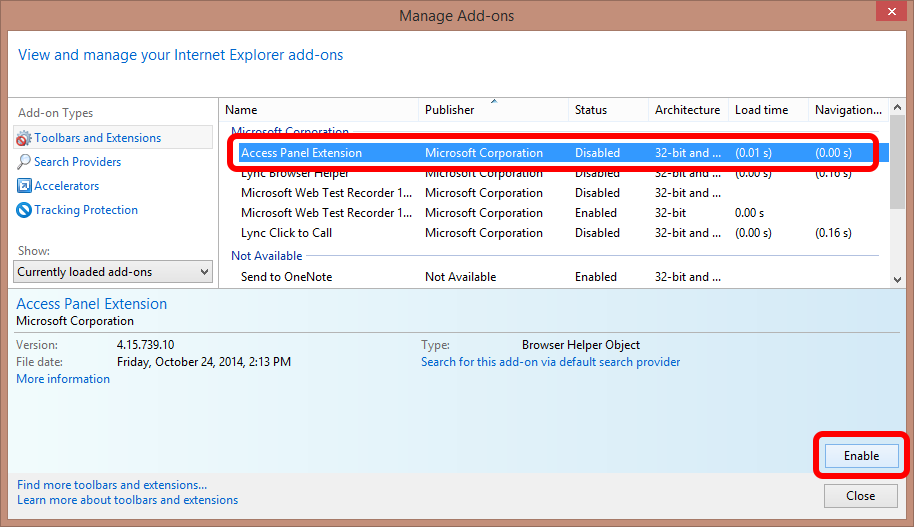 Manage Add-ons
View and manage your Internet Explorer add-ons
Add-on Types
Toolbars and Extensions
Search Providers
Accelerators
Tracking Protection
Show:
Currently loaded add-ons
Name Publisher Status Architecture Load time Navigation...
Microsoft Corporation
Access Panel Extension Microsoft Corporation Disabled 32-bit and ... (0.01 s) (0.00 s)
Lync Browser Helper Microsoft Corporation Disabled 32-bit and ... (0.00 s) (0.16 s)
Microsoft Web Test Recorder 1... Microsoft Corporation Disabled 32-bit and ...
Microsoft Web Test Recorder 1... Microsoft Corporation Enabled 32-bit 0.00 s
Lync Click to Call Microsoft Corporation Disabled 32-bit and ... (0.00 s) (0.16 s)
Not Available
Send to OneNote Not Available Enabled 32-bit and ...
Access Panel Extension
Microsoft Corporation
Version: 4.15.739.10 Type: Browser Helper Object
File date: Friday, October 24, 2014, 2:13 PM Search for this add-on via default search provider
More information
Enable
Find more toolbars and extensions...
Learn more about toolbars and extensions
Close